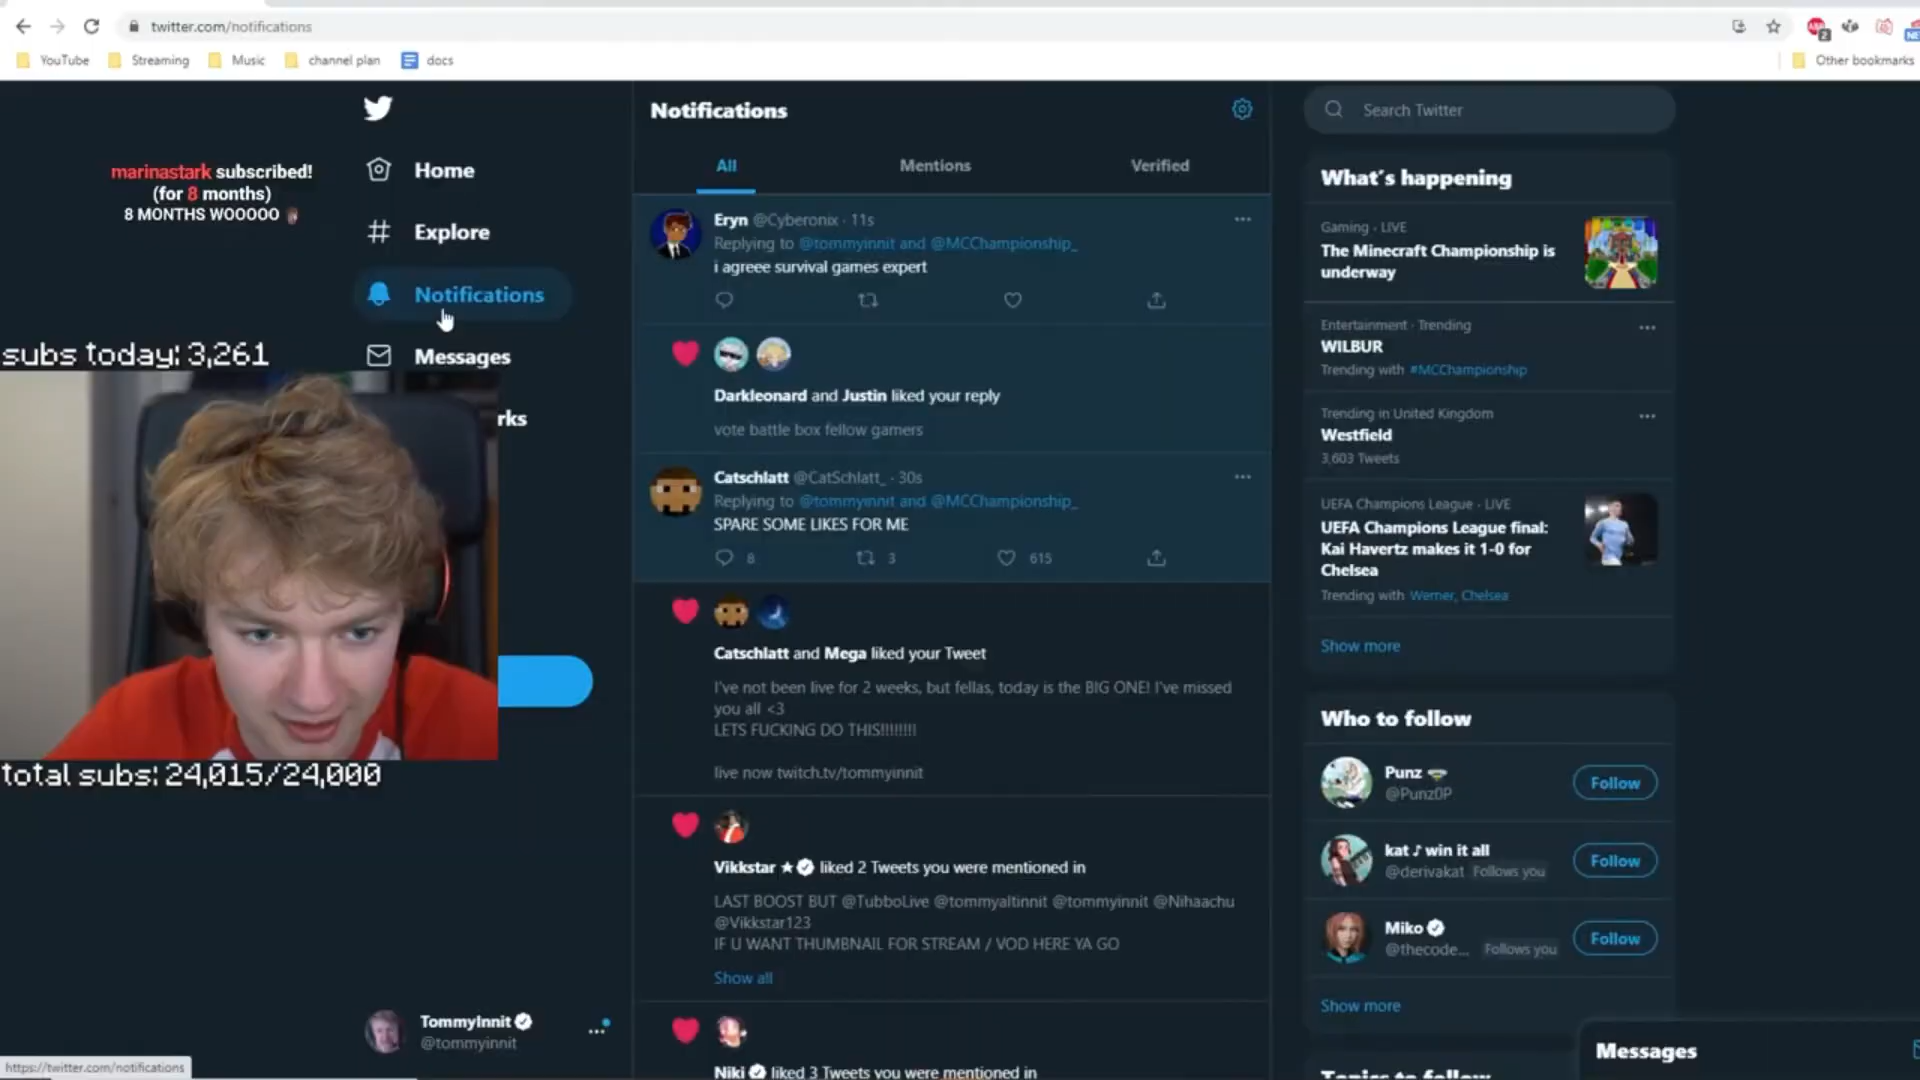 twitter.com/notifications
YouTube
Streaming
Music
channel plan
docs
Other bookmarks
marinastark subscribed!
(for 8 months)
8 MONTHS WOOOOO
subs today: 3,261
total subs: 24,015/24,000
Home
Explore
Notifications
Messages
rks
TommyInnit
@tommyinnit
https://twitter.com/notifications
Notifications
All
Mentions
Verified
Eryn @Cyberonix · 11s
Replying to @tommyinnit and @MCChampionship_
i agreee survival games expert
Darkleonard and Justin liked your reply
vote battle box fellow gamers
Catschlatt @CatSchlatt_ · 30s
Replying to @tommyinnit and @MCChampionship_
SPARE SOME LIKES FOR ME
8
3
615
Catschlatt and Mega liked your Tweet
I've not been live for 2 weeks, but fellas, today is the BIG ONE! I've missed
you all <3
LETS FUCKING DO THIS!!!!!!!!
live now twitch.tv/tommyinnit
Vikkstar ★ liked 2 Tweets you were mentioned in
LAST BOOST BUT @TubboLive @tommyaltinnit @tommyinnit @Nihaachu
@Vikkstar123
IF U WANT THUMBNAIL FOR STREAM / VOD HERE YA GO
Show all
Niki liked 3 Tweets you were mentioned in
Search Twitter
What's happening
Gaming · LIVE
The Minecraft Championship is
underway
Entertainment · Trending
WILBUR
Trending with #MCChampionship
Trending in United Kingdom
Westfield
3,603 Tweets
UEFA Champions League · LIVE
UEFA Champions League final:
Kai Havertz makes it 1-0 for
Chelsea
Trending with Werner, Chelsea
Show more
Who to follow
Punz
@Punz0P
Follow
kat ♪ win it all
@derivakat Follows you
Follow
Miko
@thecode... Follows you
Follow
Show more
Topics to follow
Messages